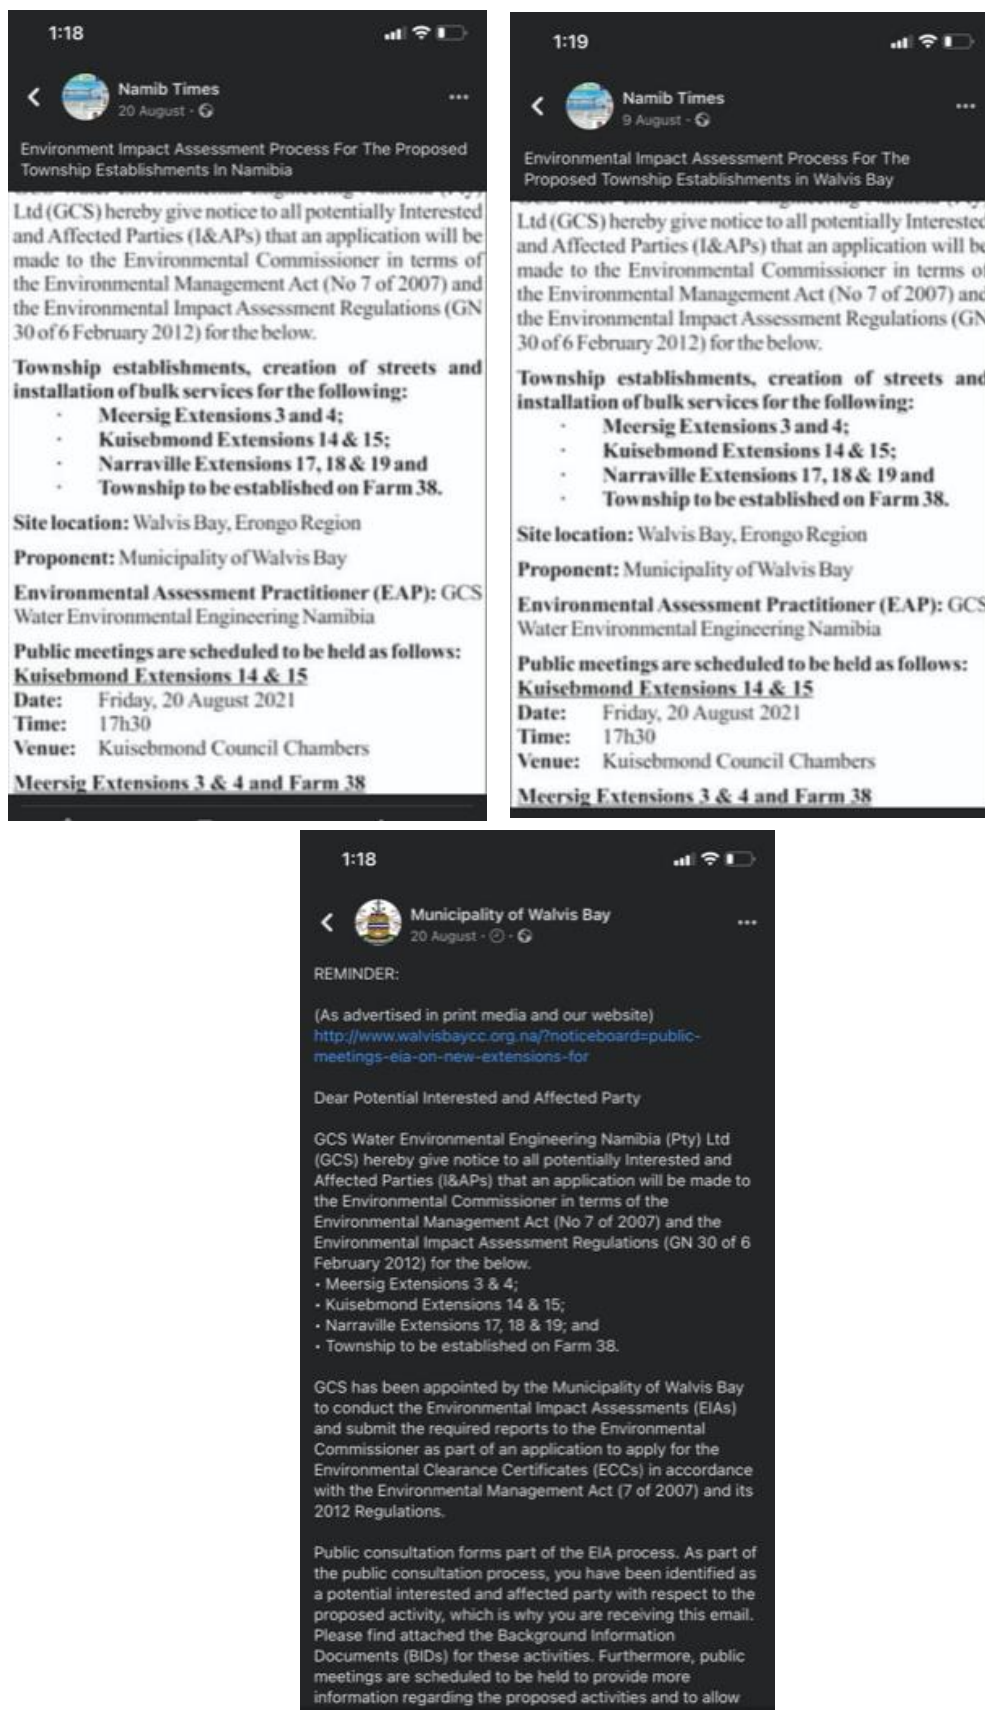 1:18
Namib Times
20 August ·
Environment Impact Assessment Process For The Proposed
Township Establishments In Namibia
Ltd (GCS) hereby give notice to all potentially Interested
and Affected Parties (I&APs) that an application will be
made to the Environmental Commissioner in terms of
the Environmental Management Act (No 7 of 2007) and
the Environmental Impact Assessment Regulations (GN
30 of 6 February 2012) for the below.
Township establishments, creation of streets and
installation of bulk services for the following:
· Meersig Extensions 3 and 4;
· Kuisebmond Extensions 14 & 15;
· Narraville Extensions 17, 18 & 19 and
· Township to be established on Farm 38.
Site location: Walvis Bay, Erongo Region
Proponent: Municipality of Walvis Bay
Environmental Assessment Practitioner (EAP): GCS
Water Environmental Engineering Namibia
Public meetings are scheduled to be held as follows:
Kuisebmond Extensions 14 & 15
Date: Friday, 20 August 2021
Time: 17h30
Venue: Kuisebmond Council Chambers
Meersig Extensions 3 & 4 and Farm 38
1:19
Namib Times
9 August ·
Environmental Impact Assessment Process For The
Proposed Township Establishments in Walvis Bay
Ltd (GCS) hereby give notice to all potentially Interested
and Affected Parties (I&APs) that an application will be
made to the Environmental Commissioner in terms of
the Environmental Management Act (No 7 of 2007) and
the Environmental Impact Assessment Regulations (GN
30 of 6 February 2012) for the below.
Township establishments, creation of streets and
installation of bulk services for the following:
· Meersig Extensions 3 and 4;
· Kuisebmond Extensions 14 & 15;
· Narraville Extensions 17, 18 & 19 and
· Township to be established on Farm 38.
Site location: Walvis Bay, Erongo Region
Proponent: Municipality of Walvis Bay
Environmental Assessment Practitioner (EAP): GCS
Water Environmental Engineering Namibia
Public meetings are scheduled to be held as follows:
Kuisebmond Extensions 14 & 15
Date: Friday, 20 August 2021
Time: 17h30
Venue: Kuisebmond Council Chambers
Meersig Extensions 3 & 4 and Farm 38
1:18
Municipality of Walvis Bay
20 August · ·
REMINDER:
(As advertised in print media and our website)
http://www.walvisbaycc.org.na/?noticeboard=public-
meetings-eia-on-new-extensions-for
Dear Potential Interested and Affected Party
GCS Water Environmental Engineering Namibia (Pty) Ltd
(GCS) hereby give notice to all potentially Interested and
Affected Parties (I&APs) that an application will be made to
the Environmental Commissioner in terms of the
Environmental Management Act (No 7 of 2007) and the
Environmental Impact Assessment Regulations (GN 30 of 6
February 2012) for the below.
• Meersig Extensions 3 & 4;
• Kuisebmond Extensions 14 & 15;
• Narraville Extensions 17, 18 & 19; and
• Township to be established on Farm 38.
GCS has been appointed by the Municipality of Walvis Bay
to conduct the Environmental Impact Assessments (EIAs)
and submit the required reports to the Environmental
Commissioner as part of an application to apply for the
Environmental Clearance Certificates (ECCs) in accordance
with the Environmental Management Act (7 of 2007) and its
2012 Regulations.
Public consultation forms part of the EIA process. As part of
the public consultation process, you have been identified as
a potential interested and affected party with respect to the
proposed activity, which is why you are receiving this email.
Please find attached the Background Information
Documents (BIDs) for these activities. Furthermore, public
meetings are scheduled to be held to provide more
information regarding the proposed activities and to allow